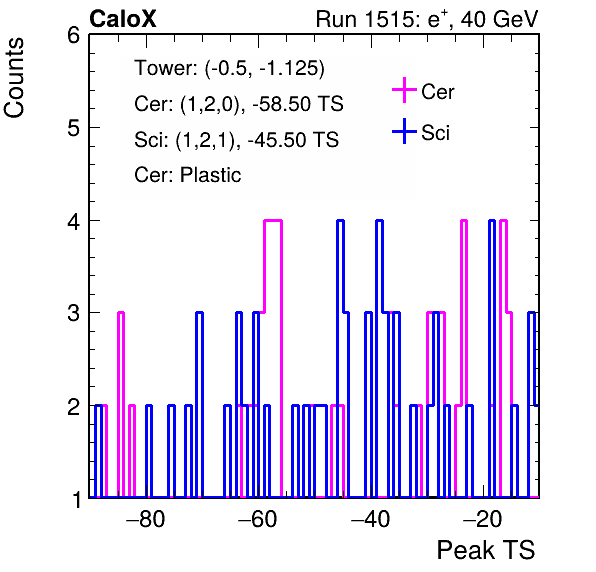 CaloX Run 1515: e⁺, 40 GeV
Counts
Tower: (-0.5, -1.125)
Cer: (1,2,0), -58.50 TS
Sci: (1,2,1), -45.50 TS
Cer: Plastic
Cer
Sci
6
5
4
3
2
1
−80 −60 −40 −20
Peak TS